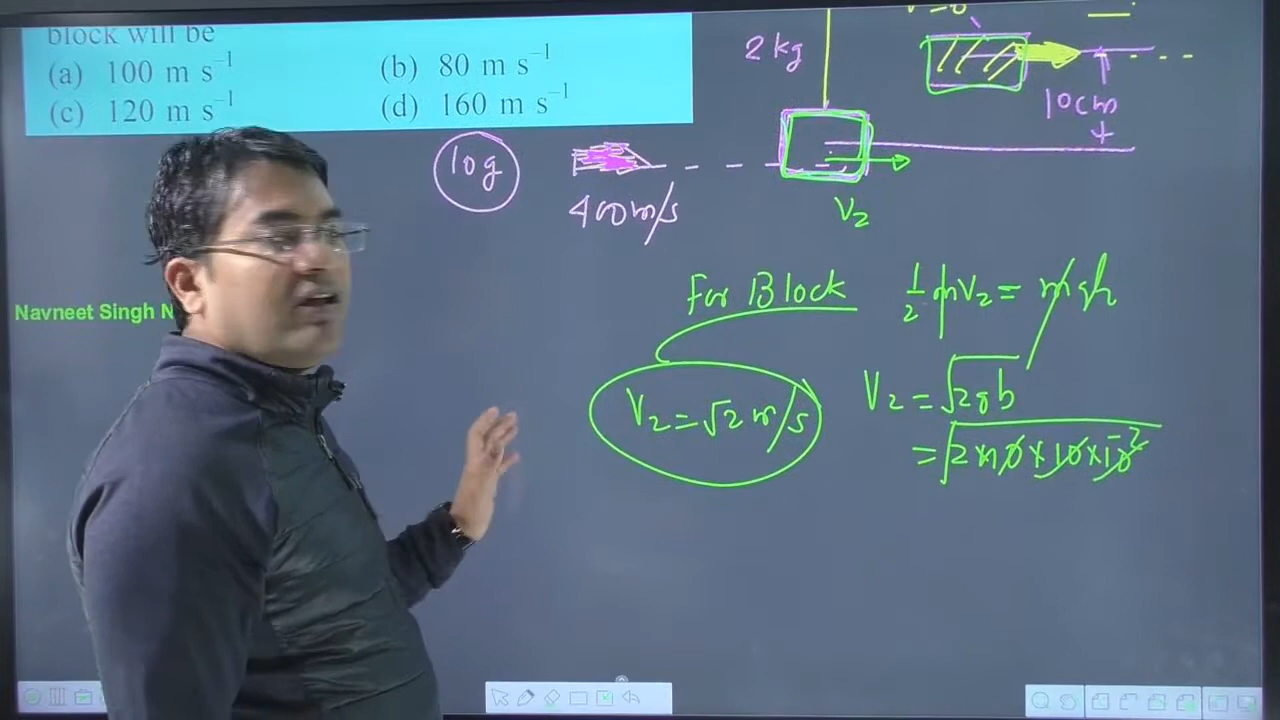 block will be
(a) 100 m s⁻¹
(b) 80 m s⁻¹
(c) 120 m s⁻¹
(d) 160 m s⁻¹
2 kg
10cm
10g
400m/s
V₂
Navneet Singh N
For Block
½ mV₂ = mgh
V₂ = √2gh
V₂ = √2 m/s
= √2×10×10×10⁻²